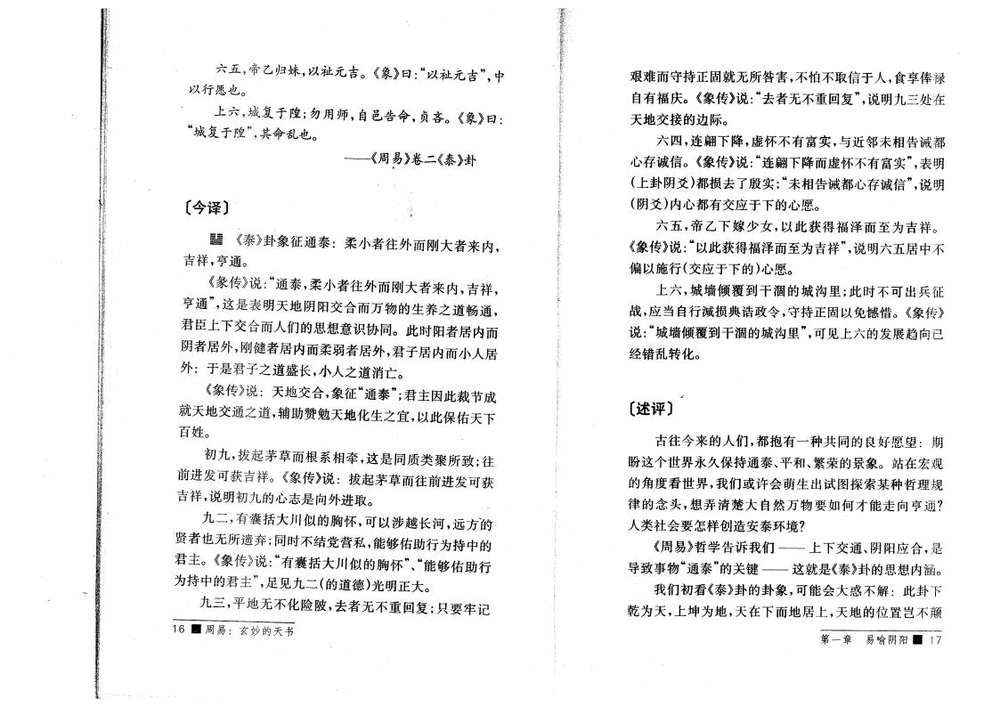 六五,帝乙归妹,以祉元吉。《象》曰:“以祉元吉”,中
以行愿也。
上六,城复于隍;勿用师,自邑告命,贞吝。《象》曰:
“城复于隍”,其命乱也。
——《周易》卷二《泰》卦
〔今译〕
䷊ 《泰》卦象征通泰: 柔小者往外而刚大者来内,
吉祥,亨通。
《彖传》说:“通泰,柔小者往外而刚大者来内,吉祥,
亨通”,这是表明天地阴阳交合而万物的生养之道畅通,
君臣上下交合而人们的思想意识协同。此时阳者居内而
阴者居外,刚健者居内而柔弱者居外,君子居内而小人居
外: 于是君子之道盛长,小人之道消亡。
《象传》说: 天地交合,象征“通泰”;君主因此裁节成
就天地交通之道,辅助赞勉天地化生之宜,以此保佑天下
百姓。
初九,拔起茅草而根系相牵,这是同质类聚所致;往
前进发可获吉祥。《象传》说: 拔起茅草而往前进发可获
吉祥,说明初九的心志是向外进取。
九二,有囊括大川似的胸怀,可以涉越长河,远方的
贤者也无所遗弃;同时不结党营私,能够佑助行为持中的
君主。《象传》说:“有囊括大川似的胸怀”、“能够佑助行
为持中的君主”,足见九二(的道德)光明正大。
九三,平地无不化险陂,去者无不重回复;只要牢记
16 ■ 周易: 玄妙的天书
艰难而守持正固就无所咎害,不怕不取信于人,食享俸禄
自有福庆。《象传》说:“去者无不重回复”,说明九三处在
天地交接的边际。
六四,连翩下降,虚怀不有富实,与近邻未相告诫都
心存诚信。《象传》说:“连翩下降而虚怀不有富实”,表明
(上卦阴爻)都损去了殷实;“未相告诫都心存诚信”,说明
(阴爻)内心都有交应于下的心愿。
六五,帝乙下嫁少女,以此获得福泽而至为吉祥。
《象传》说:“以此获得福泽而至为吉祥”,说明六五居中不
偏以施行(交应于下的)心愿。
上六,城墙倾覆到干涸的城沟里;此时不可出兵征
战,应当自行减损典诰政令,守持正固以免憾惜。《象传》
说:“城墙倾覆到干涸的城沟里”,可见上六的发展趋向已
经错乱转化。
〔述评〕
古往今来的人们,都抱有一种共同的良好愿望: 期
盼这个世界永久保持通泰、平和、繁荣的景象。站在宏观
的角度看世界,我们或许会萌生出试图探索某种哲理规
律的念头,想弄清楚大自然万物要如何才能走向亨通?
人类社会要怎样创造安泰环境?
《周易》哲学告诉我们 —— 上下交通、阴阳应合,是
导致事物“通泰”的关键 —— 这就是《泰》卦的思想内涵。
我们初看《泰》卦的卦象,可能会大惑不解: 此卦下
乾为天,上坤为地,天在下而地居上,天地的位置岂不颠
第一章 易喻阴阳 ■ 17